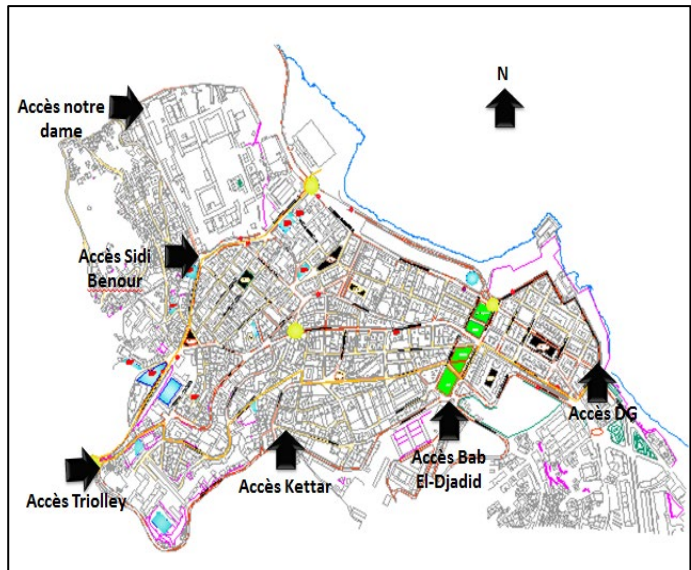 Accès notre
dame
N
Accès Sidi
Benour
Accès DG
Accès Bab
El-Djadid
Accès Kettar
Accès Triolley